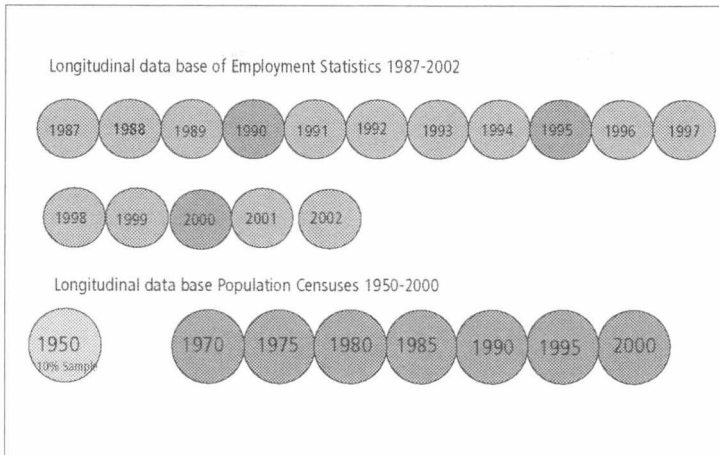 Longitudinal data base of Employment Statistics 1987-2002
1987 1988 1989 1990 1991 1992 1993 1994 1995 1996 1997
1998 1999 2000 2001 2002
Longitudinal data base Population Censuses 1950-2000
1950 1970 1975 1980 1985 1990 1995 2000
10% Sample